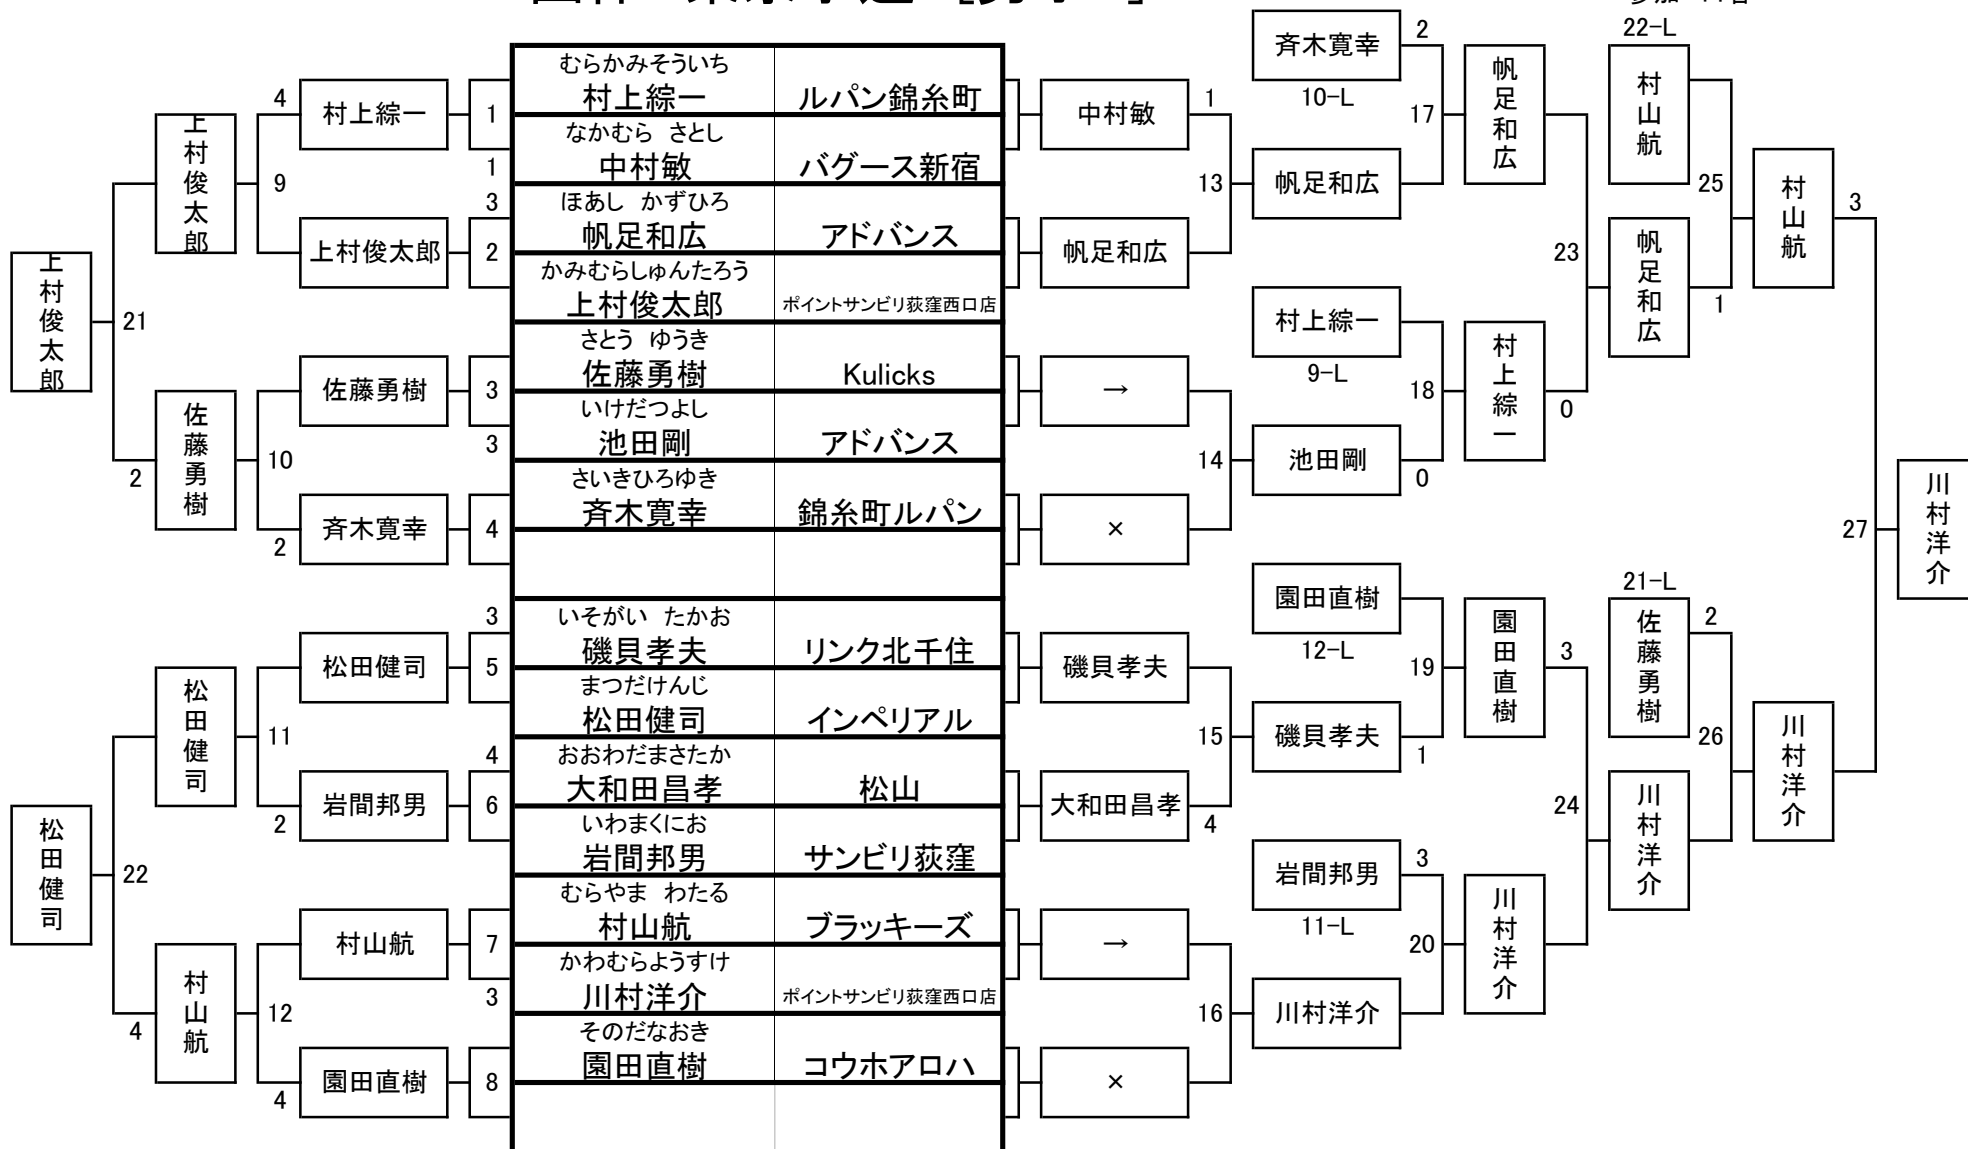 斉木寛幸
2
10-L
17
帆足和広
22-L
村山航
むらかみそういち
村上綜一
ルパン錦糸町
4
村上綜一
1
中村敏
1
なかむら さとし
中村敏
バグース新宿
1
上村俊太郎
9
13
帆足和広
25
村山航
3
3
ほあし かずひろ
帆足和広
アドバンス
上村俊太郎
2
帆足和広
23
帆足和広
1
かみむらしゅんたろう
上村俊太郎
ポイントサンビリ荻窪西口店
上村俊太郎
21
村上綜一
9-L
18
村上綜一
0
さとう ゆうき
佐藤勇樹
Kulicks
佐藤勇樹
3
→
いけだつよし
池田剛
アドバンス
3
2
佐藤勇樹
10
14
池田剛
0
さいきひろゆき
斉木寛幸
錦糸町ルパン
2
斉木寛幸
4
×
27
川村洋介
園田直樹
12-L
19
園田直樹
3
21-L
佐藤勇樹
2
3
いそがい たかお
磯貝孝夫
リンク北千住
松田健司
5
磯貝孝夫
まつだけんじ
松田健司
インペリアル
松田健司
11
15
磯貝孝夫
1
26
川村洋介
4
おおわだまさたか
大和田昌孝
松山
2
岩間邦男
6
大和田昌孝
4
24
川村洋介
いわまくにお
岩間邦男
サンビリ荻窪
松田健司
22
岩間邦男
3
11-L
20
川村洋介
むらやま わたる
村山航
ブラッキーズ
村山航
7
→
かわむらようすけ
川村洋介
ポイントサンビリ荻窪西口店
3
4
村山航
12
16
川村洋介
そのだなおき
園田直樹
コウホアロハ
4
園田直樹
8
×